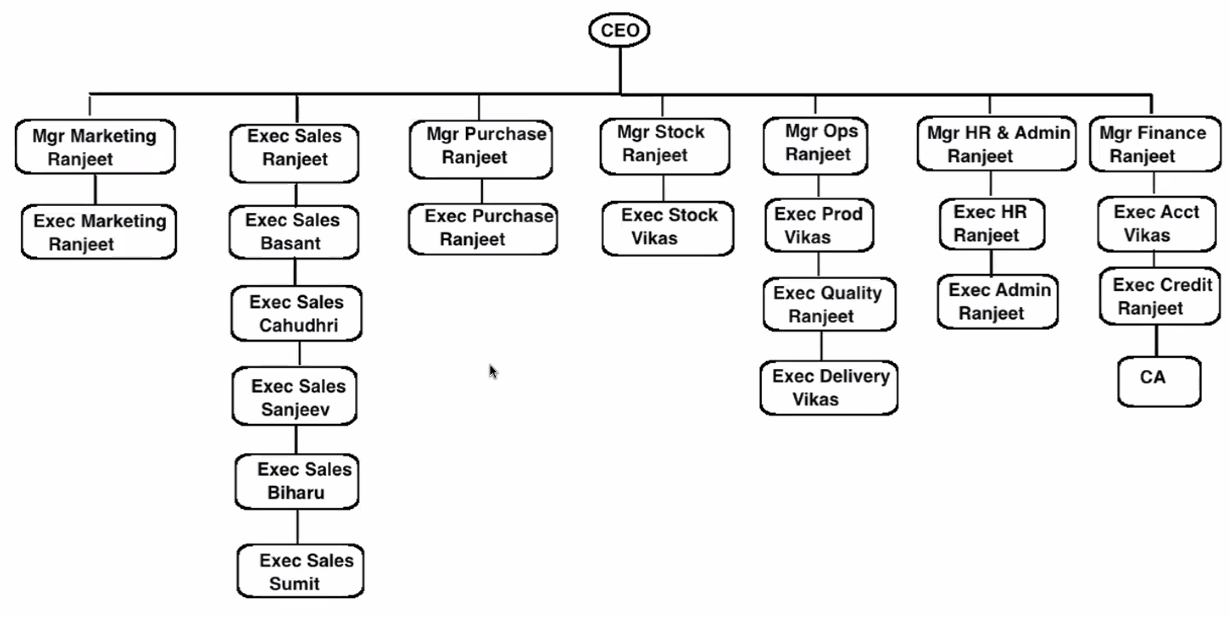 CEO
Mgr Marketing
Ranjeet
Exec Marketing
Ranjeet
Exec Sales
Ranjeet
Exec Sales
Basant
Exec Sales
Cahudhri
Exec Sales
Sanjeev
Exec Sales
Biharu
Exec Sales
Sumit
Mgr Purchase
Ranjeet
Exec Purchase
Ranjeet
Mgr Stock
Ranjeet
Exec Stock
Vikas
Mgr Ops
Ranjeet
Exec Prod
Vikas
Exec Quality
Ranjeet
Exec Delivery
Vikas
Mgr HR & Admin
Ranjeet
Exec HR
Ranjeet
Exec Admin
Ranjeet
Mgr Finance
Ranjeet
Exec Acct
Vikas
Exec Credit
Ranjeet
CA